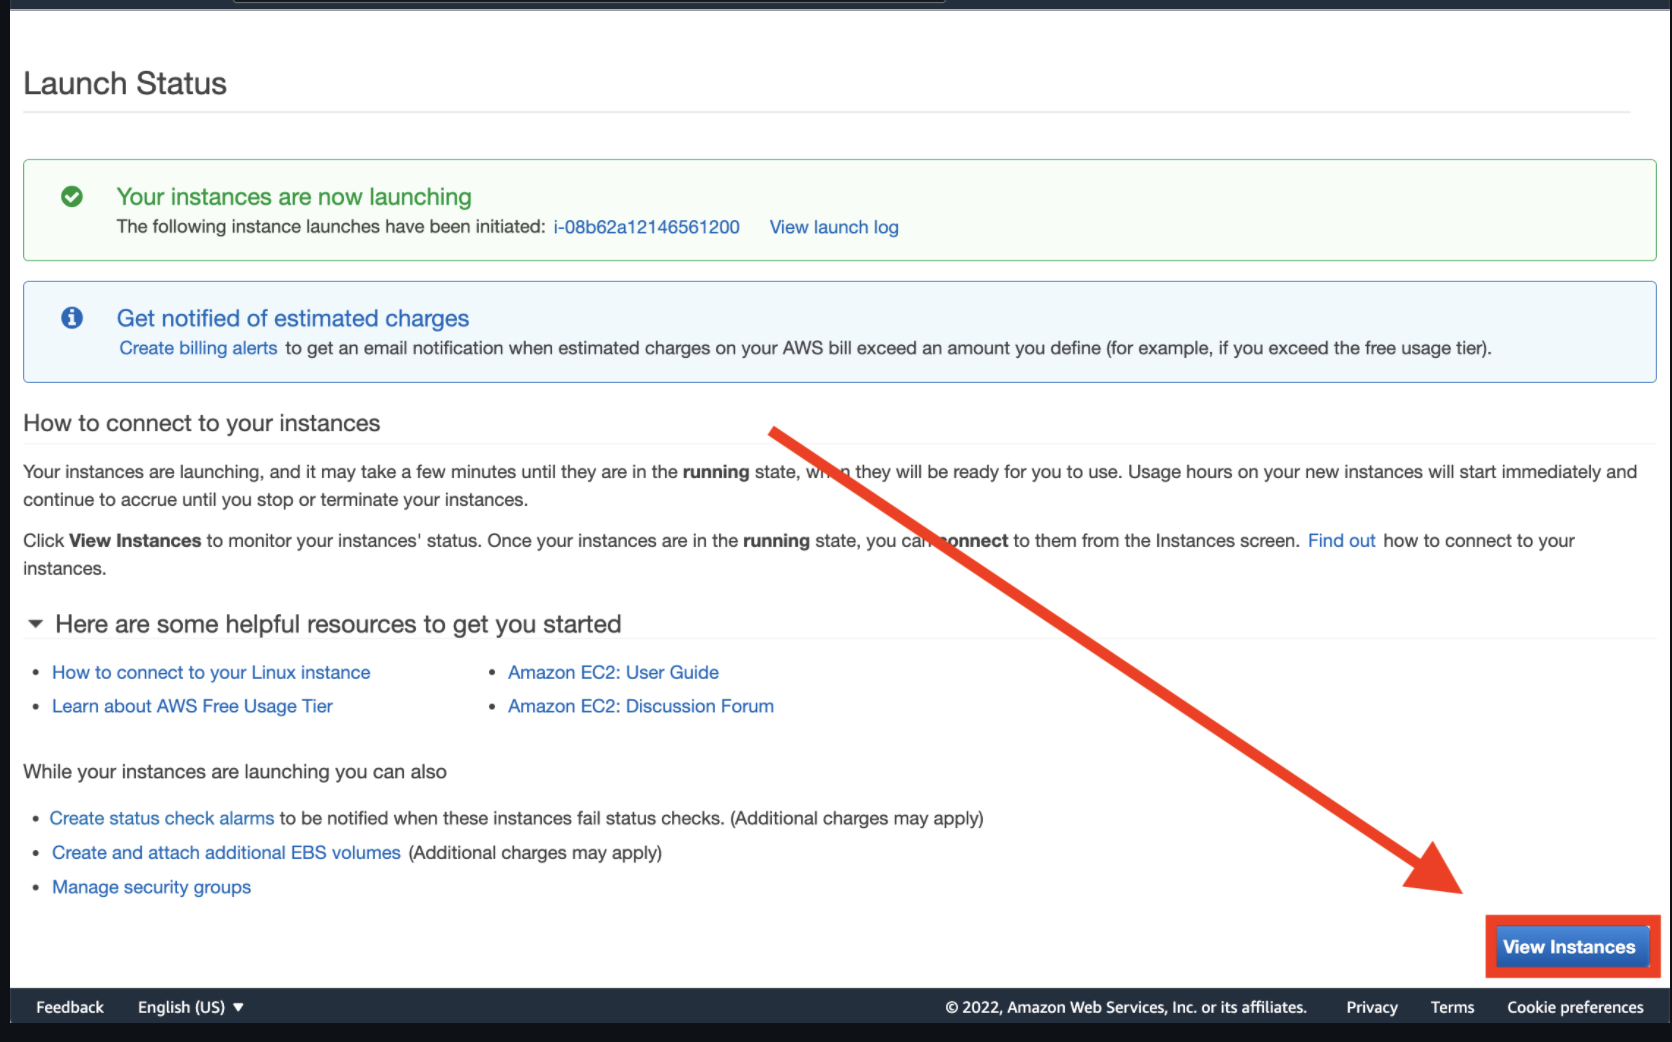 Launch Status
Your instances are now launching
The following instance launches have been initiated: i-08b62a12146561200 View launch log
Get notified of estimated charges
Create billing alerts to get an email notification when estimated charges on your AWS bill exceed an amount you define (for example, if you exceed the free usage tier).
How to connect to your instances
Your instances are launching, and it may take a few minutes until they are in the running state, when they will be ready for you to use. Usage hours on your new instances will start immediately and
continue to accrue until you stop or terminate your instances.
Click View Instances to monitor your instances' status. Once your instances are in the running state, you can connect to them from the Instances screen. Find out how to connect to your
instances.
Here are some helpful resources to get you started
• How to connect to your Linux instance • Amazon EC2: User Guide
• Learn about AWS Free Usage Tier • Amazon EC2: Discussion Forum
While your instances are launching you can also
• Create status check alarms to be notified when these instances fail status checks. (Additional charges may apply)
• Create and attach additional EBS volumes (Additional charges may apply)
• Manage security groups
View Instances
Feedback English (US) ▼ © 2022, Amazon Web Services, Inc. or its affiliates. Privacy Terms Cookie preferences